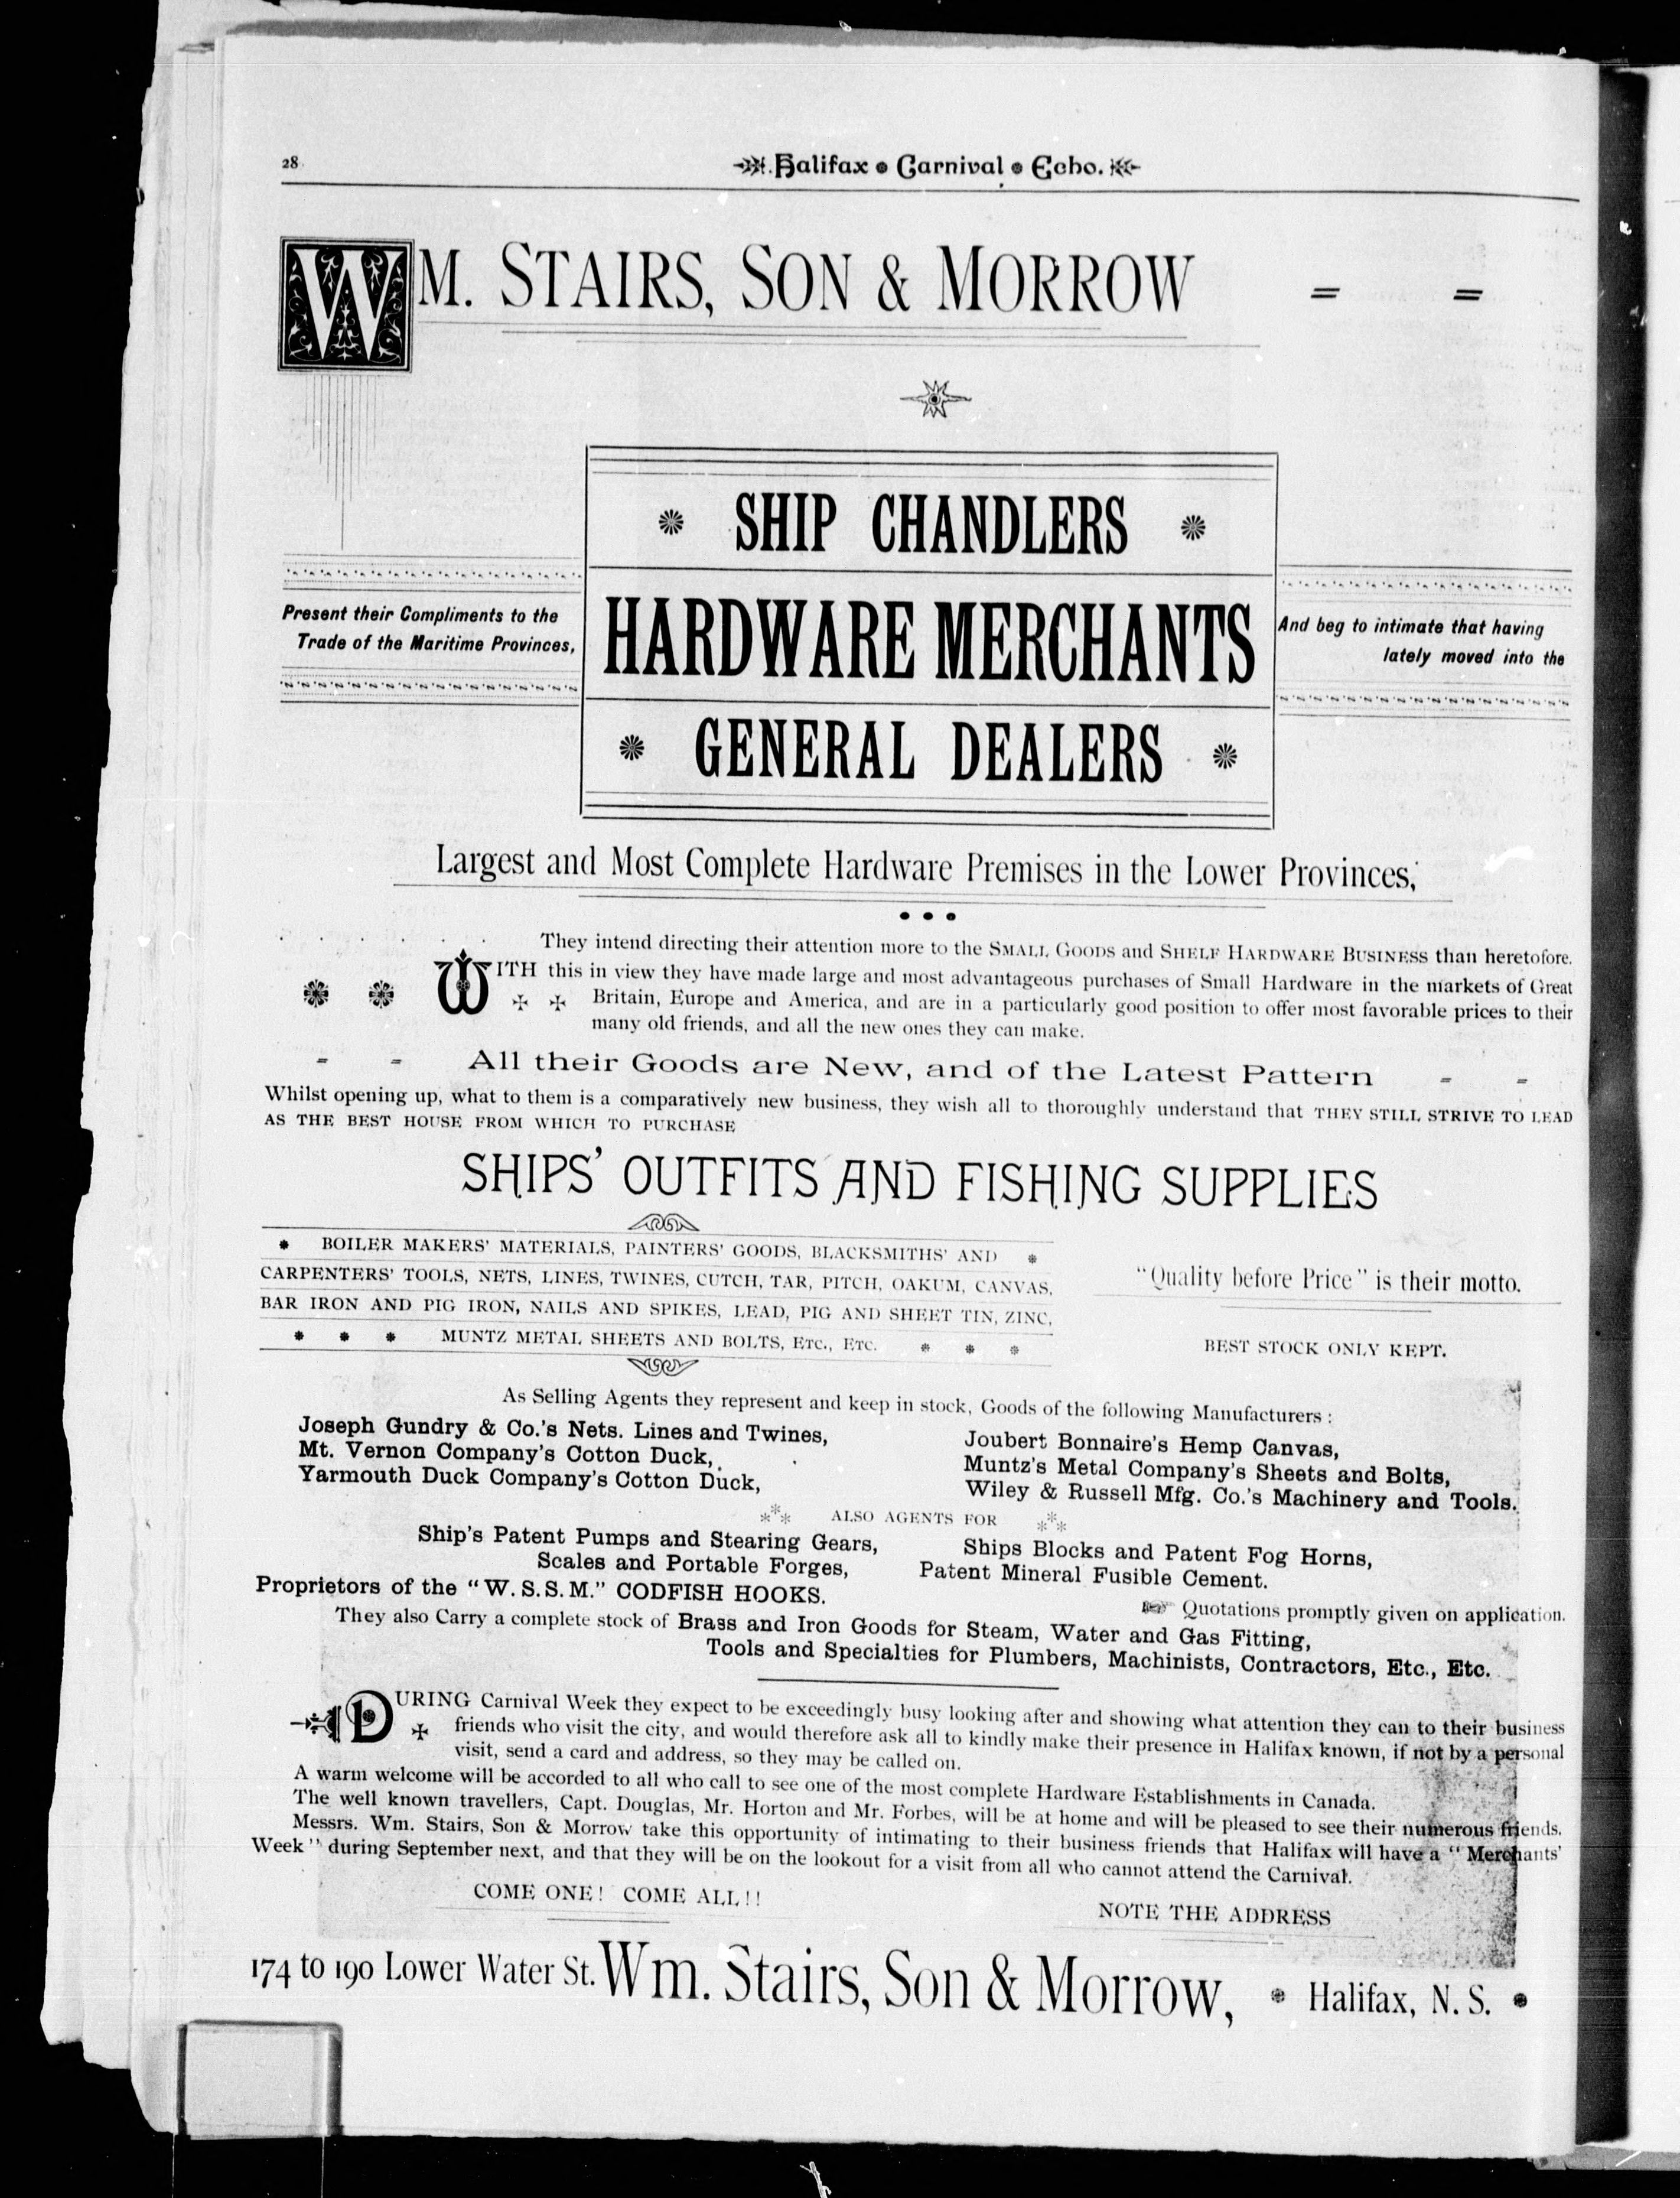 28
Halifax Carnival Echo.
WM. STAIRS, SON & MORROW = =
SHIP CHANDLERS
Present their Compliments to the
Trade of the Maritime Provinces,
HARDWARE MERCHANTS
And beg to intimate that having
lately moved into the
GENERAL DEALERS
Largest and Most Complete Hardware Premises in the Lower Provinces,
They intend directing their attention more to the SMALL GOODS and SHELF HARDWARE BUSINESS than heretofore.
WITH this in view they have made large and most advantageous purchases of Small Hardware in the markets of Great
Britain, Europe and America, and are in a particularly good position to offer most favorable prices to their
many old friends, and all the new ones they can make.
= = All their Goods are New, and of the Latest Pattern = =
Whilst opening up, what to them is a comparatively new business, they wish all to thoroughly understand that THEY STILL STRIVE TO LEAD
AS THE BEST HOUSE FROM WHICH TO PURCHASE
SHIPS' OUTFITS AND FISHING SUPPLIES
* BOILER MAKERS' MATERIALS, PAINTERS' GOODS, BLACKSMITHS' AND *
CARPENTERS' TOOLS, NETS, LINES, TWINES, CUTCH, TAR, PITCH, OAKUM, CANVAS,
BAR IRON AND PIG IRON, NAILS AND SPIKES, LEAD, PIG AND SHEET TIN, ZINC,
* * * MUNTZ METAL SHEETS AND BOLTS, ETC., ETC. * * *
"Quality before Price" is their motto.
BEST STOCK ONLY KEPT.
As Selling Agents they represent and keep in stock, Goods of the following Manufacturers:
Joseph Gundry & Co.'s Nets. Lines and Twines,
Mt. Vernon Company's Cotton Duck,
Yarmouth Duck Company's Cotton Duck,
Joubert Bonnaire's Hemp Canvas,
Muntz's Metal Company's Sheets and Bolts,
Wiley & Russell Mfg. Co.'s Machinery and Tools.
ALSO AGENTS FOR
Ship's Patent Pumps and Stearing Gears,
Scales and Portable Forges,
Ships Blocks and Patent Fog Horns,
Patent Mineral Fusible Cement.
Proprietors of the "W. S. S. M." CODFISH HOOKS.
☞ Quotations promptly given on application.
They also Carry a complete stock of Brass and Iron Goods for Steam, Water and Gas Fitting,
Tools and Specialties for Plumbers, Machinists, Contractors, Etc., Etc.
DURING Carnival Week they expect to be exceedingly busy looking after and showing what attention they can to their business
friends who visit the city, and would therefore ask all to kindly make their presence in Halifax known, if not by a personal
visit, send a card and address, so they may be called on.
A warm welcome will be accorded to all who call to see one of the most complete Hardware Establishments in Canada.
The well known travellers, Capt. Douglas, Mr. Horton and Mr. Forbes, will be at home and will be pleased to see their numerous friends.
Messrs. Wm. Stairs, Son & Morrow take this opportunity of intimating to their business friends that Halifax will have a "Merchants'
Week" during September next, and that they will be on the lookout for a visit from all who cannot attend the Carnival.
COME ONE! COME ALL!!
NOTE THE ADDRESS
174 to 190 Lower Water St. Wm. Stairs, Son & Morrow, * Halifax, N. S. *